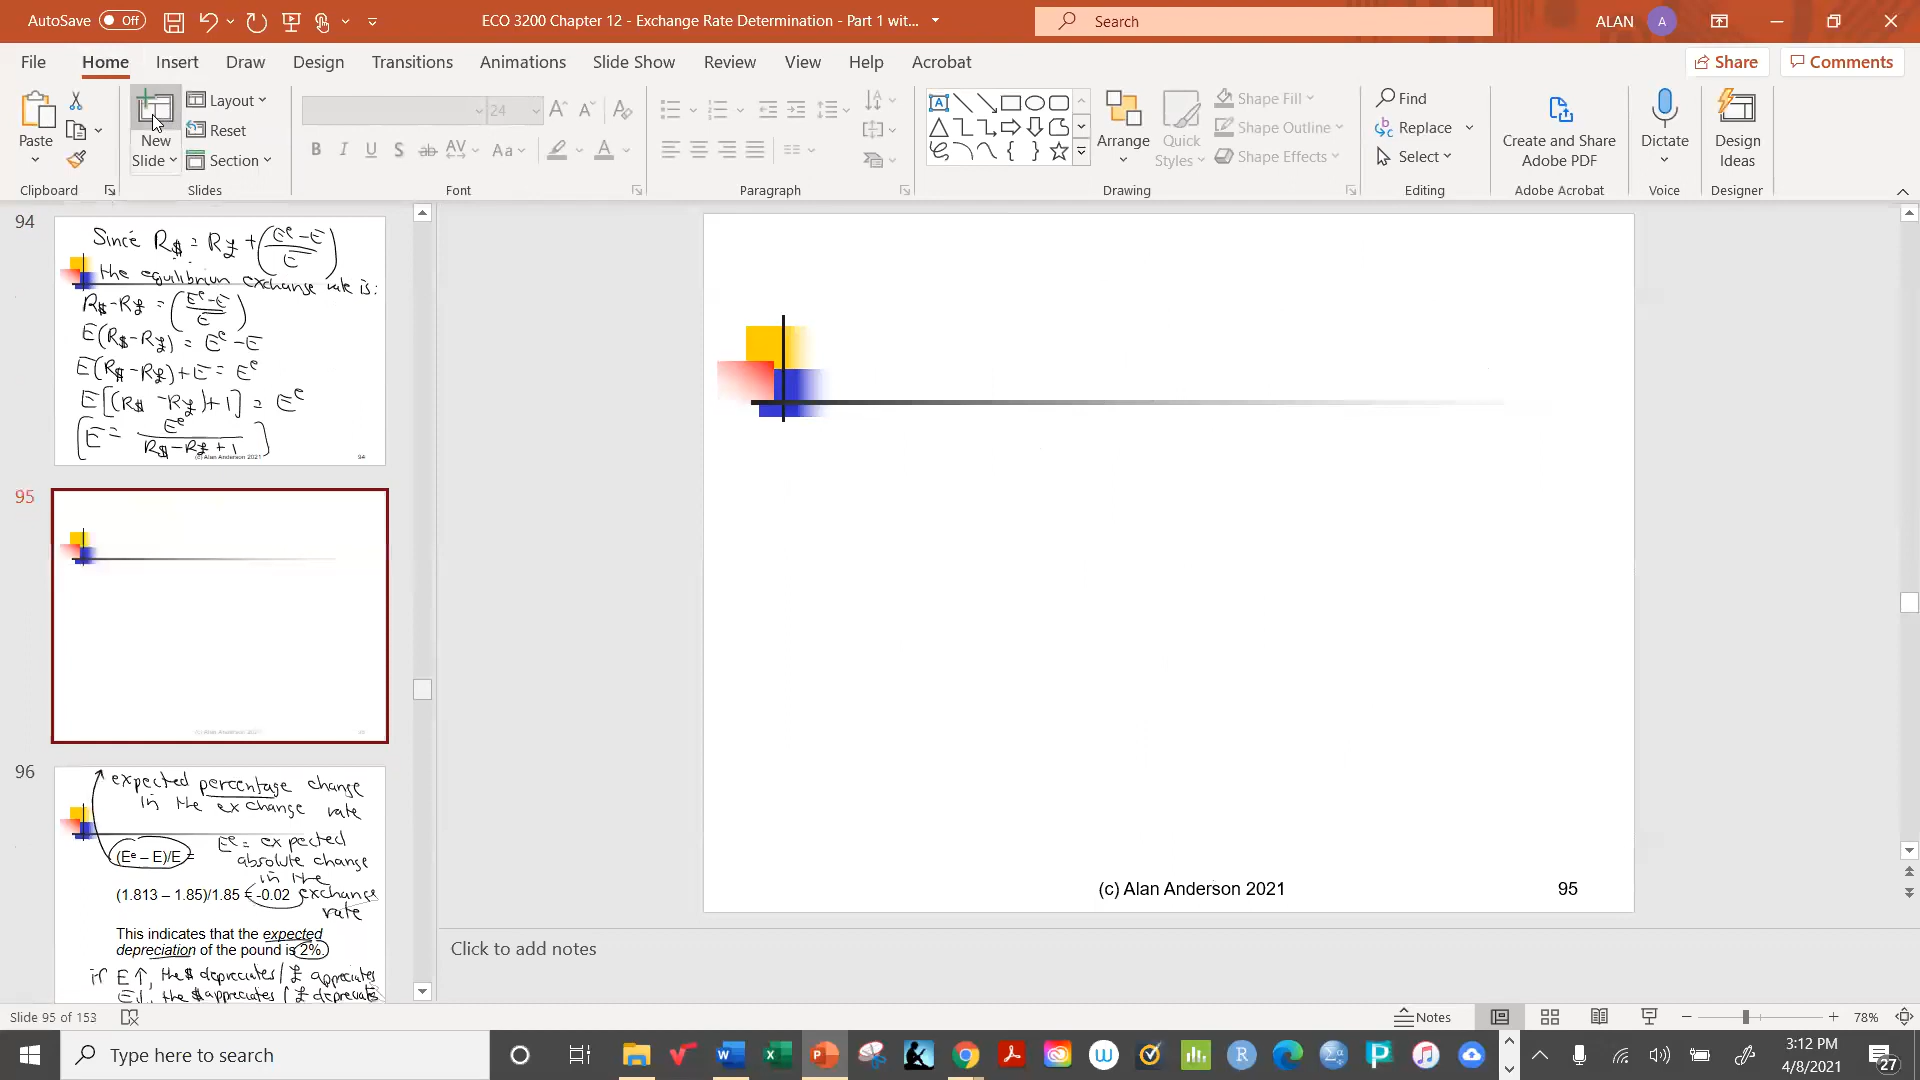 AutoSave Off
ECO 3200 Chapter 12 - Exchange Rate Determination - Part 1 wit...
Search
ALAN A
File Home Insert Draw Design Transitions Animations Slide Show Review View Help Acrobat
Share Comments
Paste
Clipboard
New Slide
Layout
Reset
Section
Slides
24
Font
Paragraph
Arrange
Quick Styles
Shape Fill
Shape Outline
Shape Effects
Drawing
Find
Replace
Select
Editing
Create and Share Adobe PDF
Adobe Acrobat
Dictate
Voice
Design Ideas
Designer
94
Since R$ = R£ + (Eᵉ – E / E)
the equilibrium exchange rate is:
R$ – R£ = (Eᵉ – E / E)
E(R$ – R£) = Eᵉ – E
E(R$ – R£) + E = Eᵉ
E[(R$ – R£) + 1] = Eᵉ
[E = Eᵉ / R$ – R£ + 1]
(c) Alan Anderson 2021 94
95
96
expected percentage change
in the exchange rate
(Eᵉ – E)/E =
Eᵉ = expected
absolute change
in the
exchange
rate
(1.813 – 1.85)/1.85 = -0.02
This indicates that the expected
depreciation of the pound is 2%.
if E↑, the $ depreciates / £ appreciates
E↓, the $ appreciates / £ depreciates
(c) Alan Anderson 2021
95
Click to add notes
Slide 95 of 153
Notes
78%
Type here to search
3:12 PM
4/8/2021
27